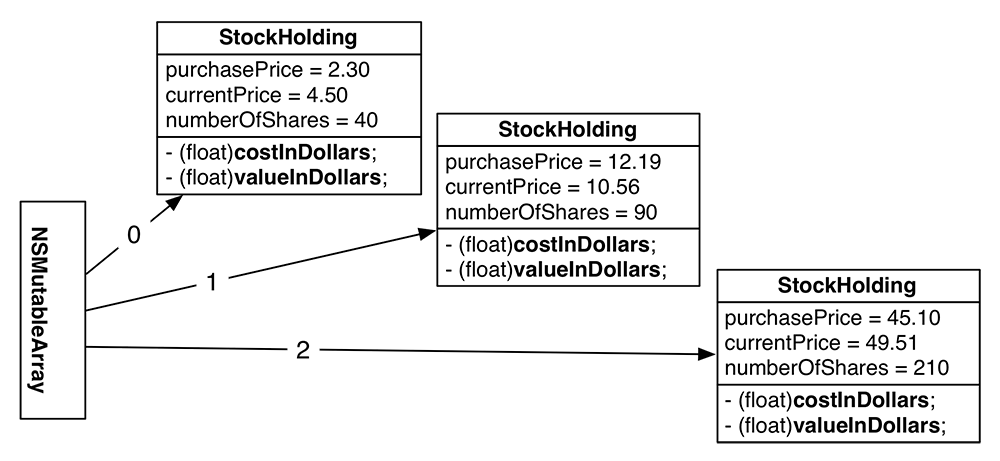 StockHolding
purchasePrice = 2.30
currentPrice = 4.50
numberOfShares = 40
- (float)costInDollars;
- (float)valueInDollars;
StockHolding
purchasePrice = 12.19
currentPrice = 10.56
numberOfShares = 90
- (float)costInDollars;
- (float)valueInDollars;
StockHolding
purchasePrice = 45.10
currentPrice = 49.51
numberOfShares = 210
- (float)costInDollars;
- (float)valueInDollars;
NSMutableArray
0
1
2